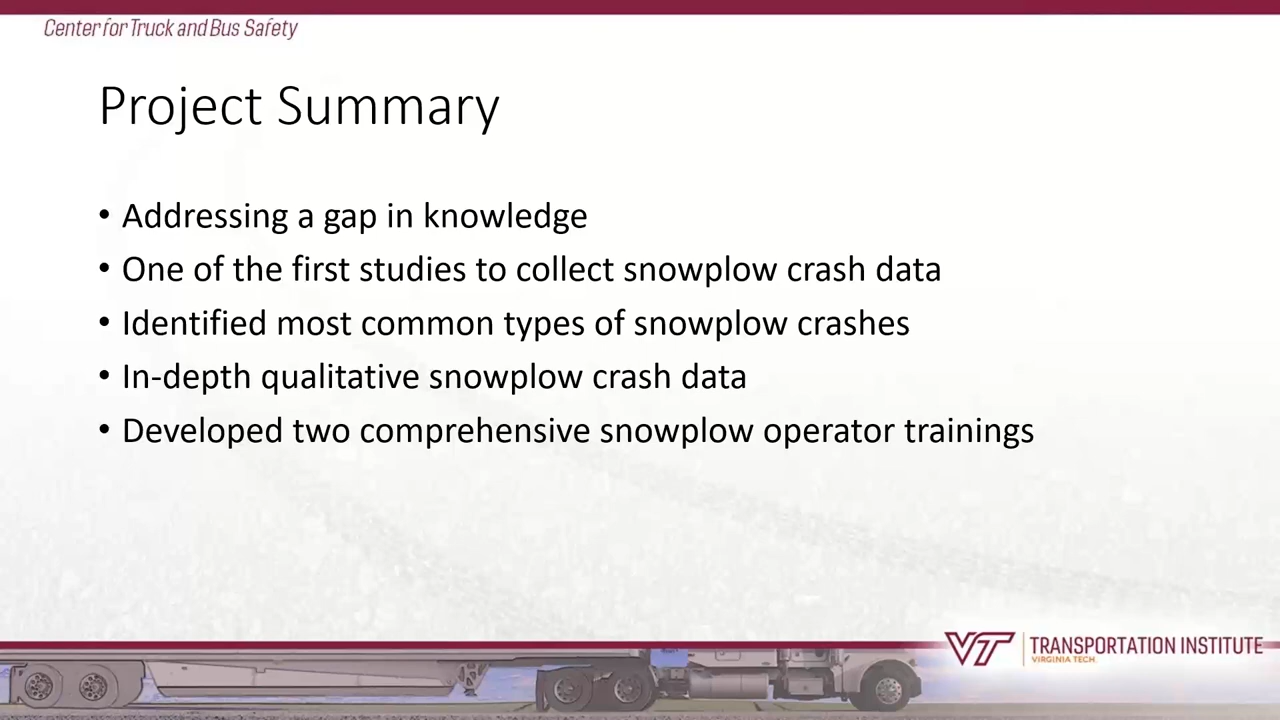 Center for Truck and Bus Safety
Project Summary
• Addressing a gap in knowledge
• One of the first studies to collect snowplow crash data
• Identified most common types of snowplow crashes
• In-depth qualitative snowplow crash data
• Developed two comprehensive snowplow operator trainings
VT TRANSPORTATION INSTITUTE
VIRGINIA TECH.